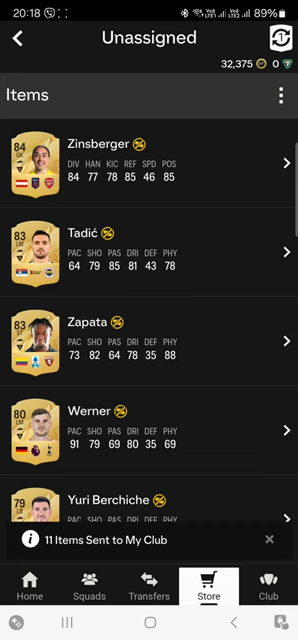 20:18 89%
Unassigned
32,375 0
Items
84 Zinsberger
GK DIV HAN KIC REF SPD POS
84 77 78 85 46 85
83 Tadić
LM PAC SHO PAS DRI DEF PHY
64 79 85 81 43 78
83 Zapata
ST PAC SHO PAS DRI DEF PHY
73 82 64 78 35 88
80 Werner
LM PAC SHO PAS DRI DEF PHY
91 79 69 80 35 69
79 Yuri Berchiche
LB PAC SHO PAS DRI DEF PHY
11 Items Sent to My Club
Home Squads Transfers Store Club